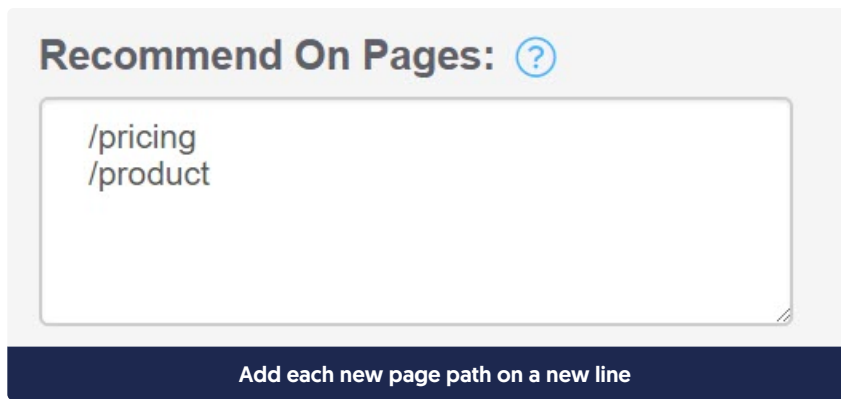 Recommend On Pages: ?
/pricing
/product
Add each new page path on a new line